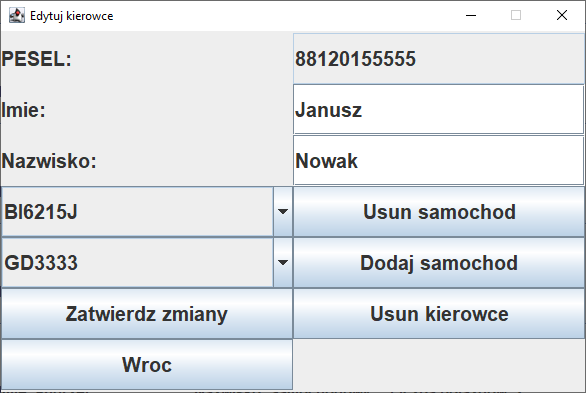 Edytuj kierowce
PESEL: 88120155555
Imie: Janusz
Nazwisko: Nowak
BI6215J Usun samochod
GD3333 Dodaj samochod
Zatwierdz zmiany Usun kierowce
Wroc